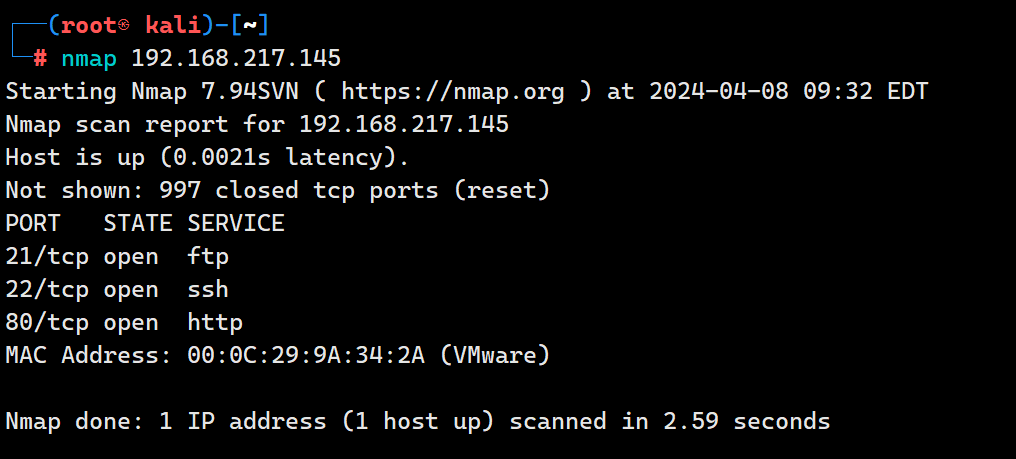 ┌──(root㉿ kali)-[~]
└─# nmap 192.168.217.145
Starting Nmap 7.94SVN ( https://nmap.org ) at 2024-04-08 09:32 EDT
Nmap scan report for 192.168.217.145
Host is up (0.0021s latency).
Not shown: 997 closed tcp ports (reset)
PORT   STATE SERVICE
21/tcp open  ftp
22/tcp open  ssh
80/tcp open  http
MAC Address: 00:0C:29:9A:34:2A (VMware)

Nmap done: 1 IP address (1 host up) scanned in 2.59 seconds